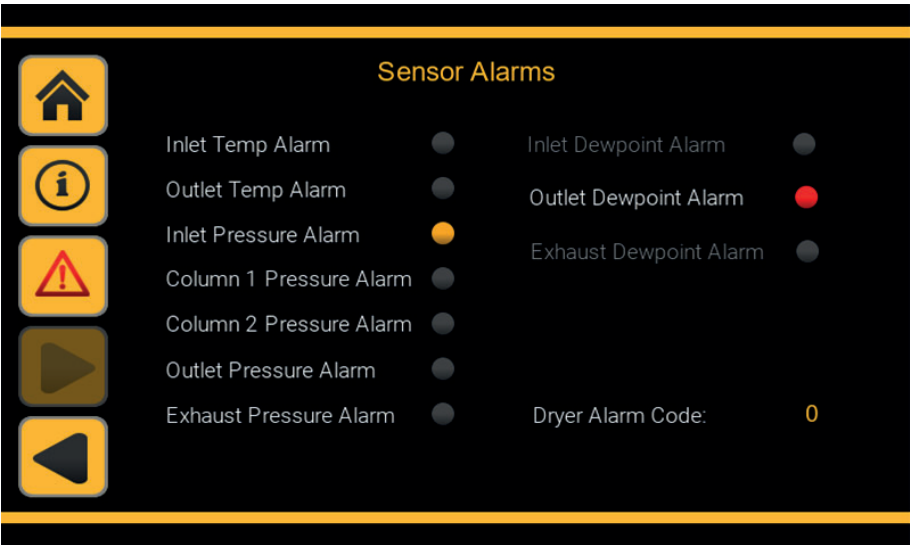 Sensor Alarms
Inlet Temp Alarm
Outlet Temp Alarm
Inlet Pressure Alarm
Column 1 Pressure Alarm
Column 2 Pressure Alarm
Outlet Pressure Alarm
Exhaust Pressure Alarm
Inlet Dewpoint Alarm
Outlet Dewpoint Alarm
Exhaust Dewpoint Alarm
Dryer Alarm Code: 0